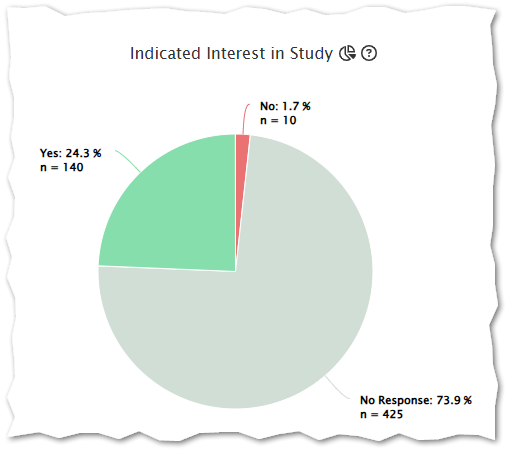 Indicated Interest in Study
No: 1.7 %
n = 10
Yes: 24.3 %
n = 140
No Response: 73.9 %
n = 425